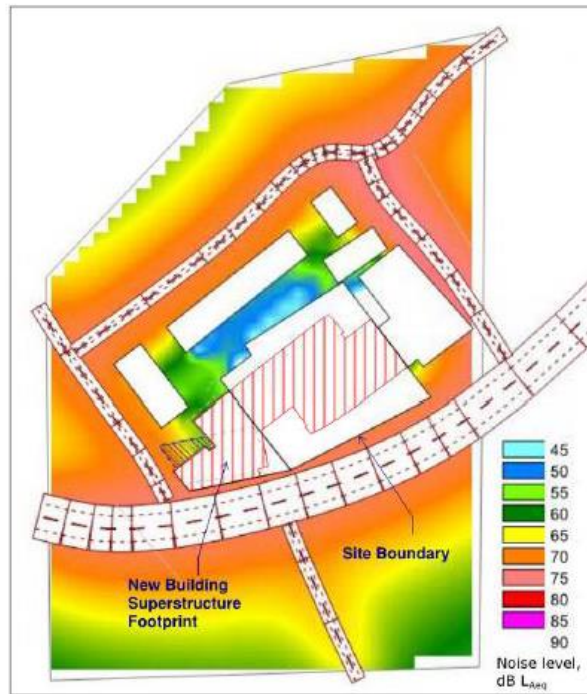 45
50
55
60
65
70
75
80
85
90
Site Boundary
New Building
Superstructure
Footprint
Noise level,
dB LAeq